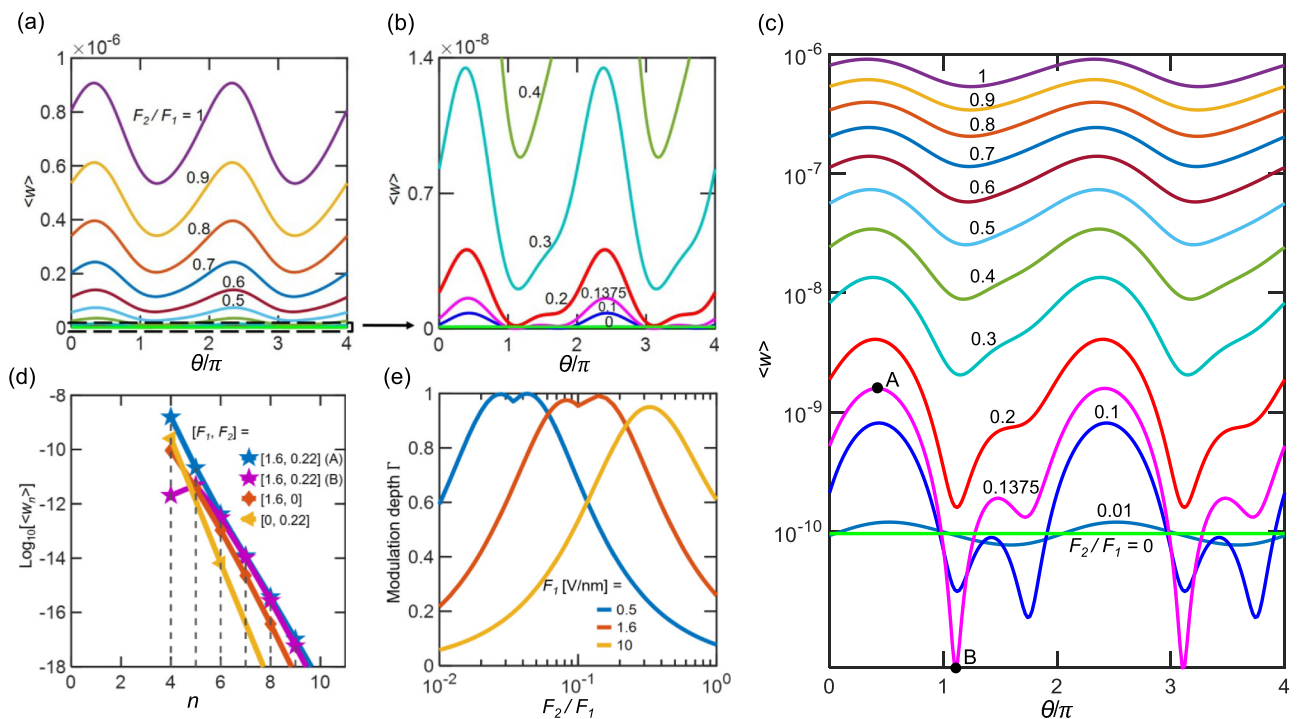 (a)
×10⁻⁶
1
0.8
0.6
0.4
0.2
0
<w>
F₂ / F₁ = 1
0.9
0.8
0.7
0.6
0.5
0 1 2 3 4
θ/π
(b)
×10⁻⁸
1.4
0.7
0
<w>
0.4
0.3
0.2
0.1375
0.1
0
0 1 2 3 4
θ/π
(c)
10⁻⁶
10⁻⁷
10⁻⁸
10⁻⁹
10⁻¹⁰
<w>
1
0.9
0.8
0.7
0.6
0.5
0.4
0.3
A
0.2
0.1
0.1375
0.01
F₂ / F₁ = 0
B
0 1 2 3 4
θ/π
(d)
-8
-10
-12
-14
-16
-18
Log₁₀[<wₙ>]
[F₁, F₂] =
[1.6, 0.22] (A)
[1.6, 0.22] (B)
[1.6, 0]
[0, 0.22]
0 2 4 6 8 10
n
(e)
1
0.8
0.6
0.4
0.2
0
Modulation depth Γ
F₁ [V/nm] =
0.5
1.6
10
10⁻² 10⁻¹ 10⁰
F₂ / F₁